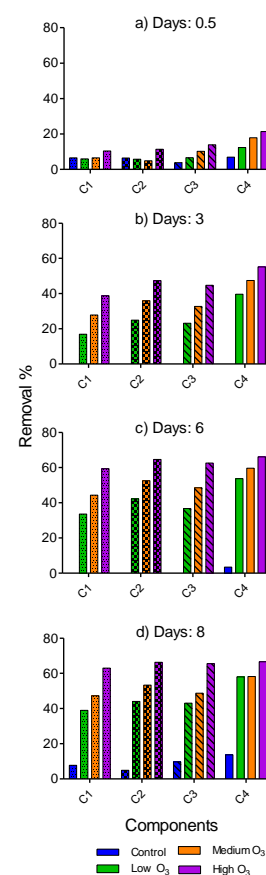 a) Days: 0.5
80
60
40
20
0
C1 C2 C3 C4
b) Days: 3
80
60
40
20
0
C1 C2 C3 C4
Removal %
c) Days: 6
80
60
40
20
0
C1 C2 C3 C4
d) Days: 8
80
60
40
20
0
C1 C2 C3 C4
Components
Control Medium O₃
Low O₃ High O₃